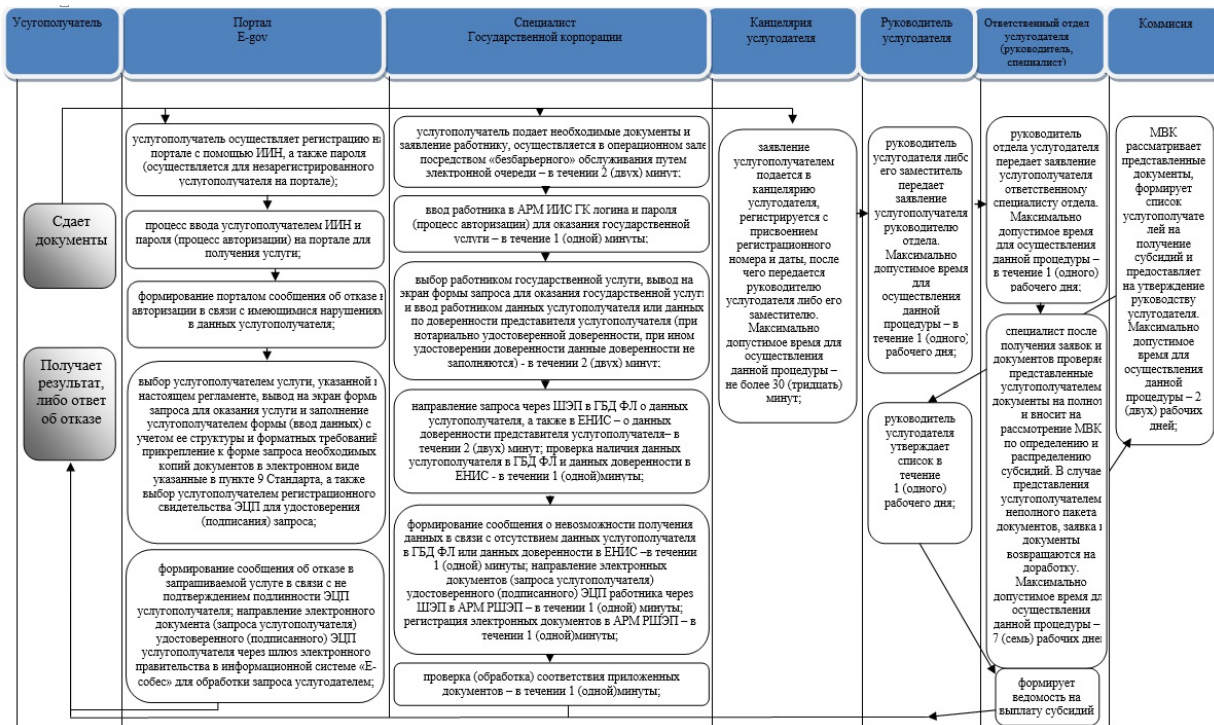 Усугополучатель
Портал
E-gov
Специалист
Государственной корпорации
Канцелярия
услугодателя
Руководитель
услугодателя
Ответственный отдел
услугодателя
(руководитель,
специалист)
Коммисия
Сдает
документы
Получает
результат,
либо ответ
об отказе
услугополучатель осуществляет регистрацию на
портале с помощью ИИН, а также пароля
(осуществляется для незарегистрированного
услугополучателя на портале);
процесс ввода услугополучателем ИИН и
пароля (процесс авторизации) на портале для
получения услуги;
формирование порталом сообщения об отказе в
авторизации в связи с имеющимися нарушениям
в данных услугополучателя;
выбор услугополучателем услуги, указанной в
настоящем регламенте, вывод на экран формы
запроса для оказания услуги и заполнение
услугополучателем формы (ввод данных) с
учетом ее структуры и форматных требований
прикрепление к форме запроса необходимых
копий документов в электронном виде
указанные в пункте 9 Стандарта, а также
выбор услугополучателем регистрационного
свидетельства ЭЦП для удостоверения
(подписания) запроса;
формирование сообщения об отказе в
запрашиваемой услуге в связи с не
подтверждением подлинности ЭЦП
услугополучателя; направление электронного
документа (запроса услугополучателя)
удостоверенного (подписанного) ЭЦП
услугополучателя через шлюз электронного
правительства в информационной системе «Е-
собес» для обработки запроса услугодателем;
услугополучатель подает необходимые документы и
заявление работнику, осуществляется в операционном зале
посредством «безбарьерного» обслуживания путем
электронной очереди – в течении 2 (двух) минут;
ввод работника в АРМ ИИС ГК логина и пароля
(процесс авторизации) для оказания государственной
услуги – в течение 1 (одной) минуты;
выбор работником государственной услуги, вывод на
экран формы запроса для оказания государственной услуг
и ввод работником данных услугополучателя или данных
по доверенности представителя услугополучателя (при
нотариально удостоверенной доверенности, при ином
удостоверении доверенности данные доверенности не
заполняются) - в течении 2 (двух) минут;
направление запроса через ШЭП в ГБД ФЛ о данных
услугополучателя, а также в ЕНИС – о данных
доверенности представителя услугополучателя– в
течении 2 (двух) минут; проверка наличия данных
услугополучателя в ГБД ФЛ и данных доверенности в
ЕНИС - в течении 1 (одной)минуты;
формирование сообщения о невозможности получения
данных в связи с отсутствием данных услугополучателя
в ГБД ФЛ или данных доверенности в ЕНИС –в течении
1 (одной) минуты; направление электронных
документов (запроса услугополучателя)
удостоверенного (подписанного) ЭЦП работника через
ШЭП в АРМ РШЭП – в течении 1 (одной) минуты;
регистрация электронных документов в АРМ РШЭП – в
течении 1 (одной)минуты;
проверка (обработка) соответствия приложенных
документов – в течении 1 (одной)минуты;
заявление
услугополучателем
подается в
канцелярию
услугодателя,
регистрируется с
присвоением
регистрационного
номера и даты, после
чего передается
руководителю
услугодателя либо его
заместителю.
Максимально
допустимое время для
осуществления
данной процедуры –
не более 30 (тридцать)
минут;
руководитель
услугодателя либо
его заместитель
передает
заявление
услугополучателя
руководителю
отдела.
Максимально
допустимое время
для
осуществления
данной
процедуры – в
течение 1 (одного)
рабочего дня;
руководитель
услугодателя
утверждает
список в
течение
1 (одного)
рабочего дня;
руководитель
отдела услугодателя
передает заявление
услугополучателя
ответственному
специалисту отдела.
Максимально
допустимое время
для осуществления
данной процедуры –
в течение 1 (одного)
рабочего дня;
специалист после
получения заявок и
документов проверяе
представленные
услугополучателем
документы на полнот
и вносит на
рассмотрение МВК
по определению и
распределению
субсидий. В случае
представления
услугополучателем
неполного пакета
документов, заявка и
документы
возвращаются на
доработку.
Максимально
допустимое время дл
осуществления
данной процедуры –
7 (семь) рабочих дней
формирует
ведомость на
выплату субсидий
МВК
рассматривает
представленные
документы,
формирует
список
услугополучате
лей на
получение
субсидий и
предоставляет
на утверждение
руководству
услугодателя.
Максимально
допустимое
время для
осуществления
данной
процедуры – 2
(двух) рабочих
дней;